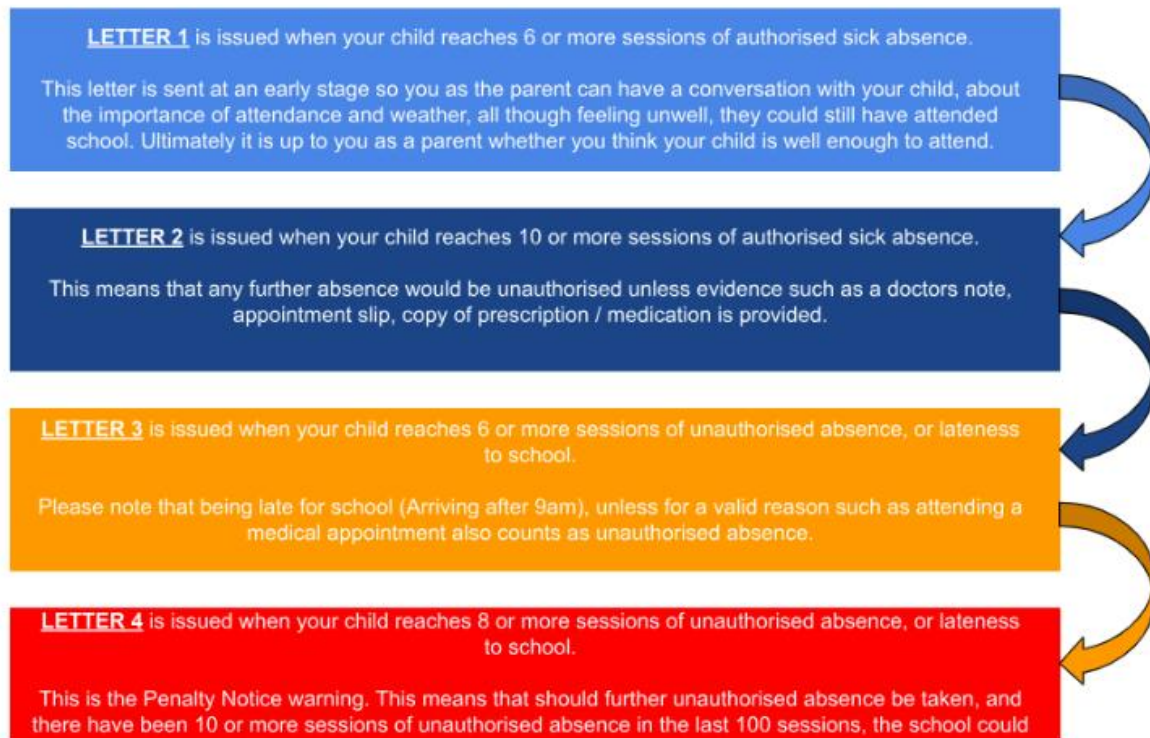 LETTER 1 is issued when your child reaches 6 or more sessions of authorised sick absence.
This letter is sent at an early stage so you as the parent can have a conversation with your child, about
the importance of attendance and weather, all though feeling unwell, they could still have attended
school. Ultimately it is up to you as a parent whether you think your child is well enough to attend.
LETTER 2 is issued when your child reaches 10 or more sessions of authorised sick absence.
This means that any further absence would be unauthorised unless evidence such as a doctors note,
appointment slip, copy of prescription / medication is provided.
LETTER 3 is issued when your child reaches 6 or more sessions of unauthorised absence, or lateness
to school.
Please note that being late for school (Arriving after 9am), unless for a valid reason such as attending a
medical appointment also counts as unauthorised absence.
LETTER 4 is issued when your child reaches 8 or more sessions of unauthorised absence, or lateness
to school.
This is the Penalty Notice warning. This means that should further unauthorised absence be taken, and
there have been 10 or more sessions of unauthorised absence in the last 100 sessions, the school could